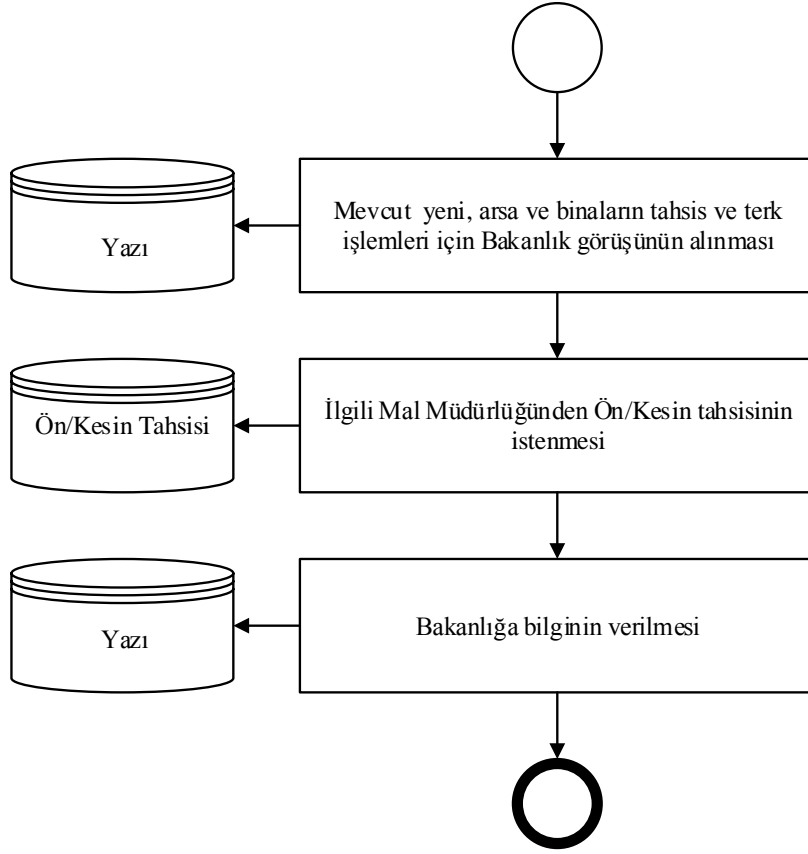 Yazı
Mevcut yeni, arsa ve binaların tahsis ve terk
işlemleri için Bakanlık görüşünün alınması
Ön/Kesin Tahsisi
İlgili Mal Müdürlüğünden Ön/Kesin tahsisinin
istenmesi
Yazı
Bakanlığa bilginin verilmesi